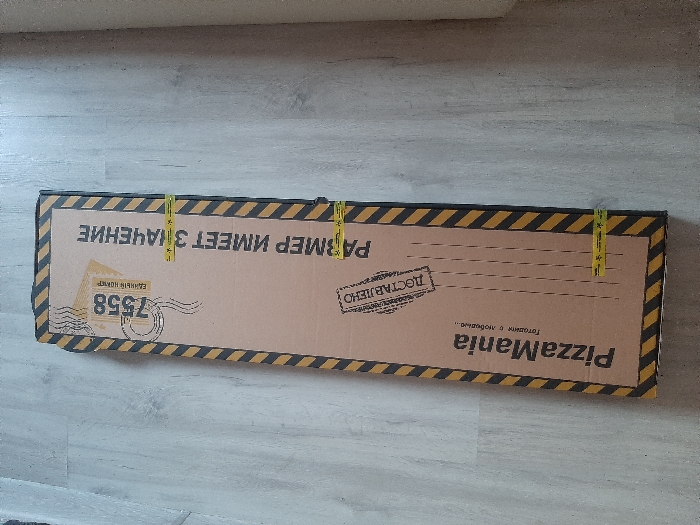 PizzaMania
Готовим с любовью...
ДОСТАВЛЕНО
РАЗМЕР ИМЕЕТ ЗНАЧЕНИЕ
7558
ЕДИНЫЙ НОМЕР